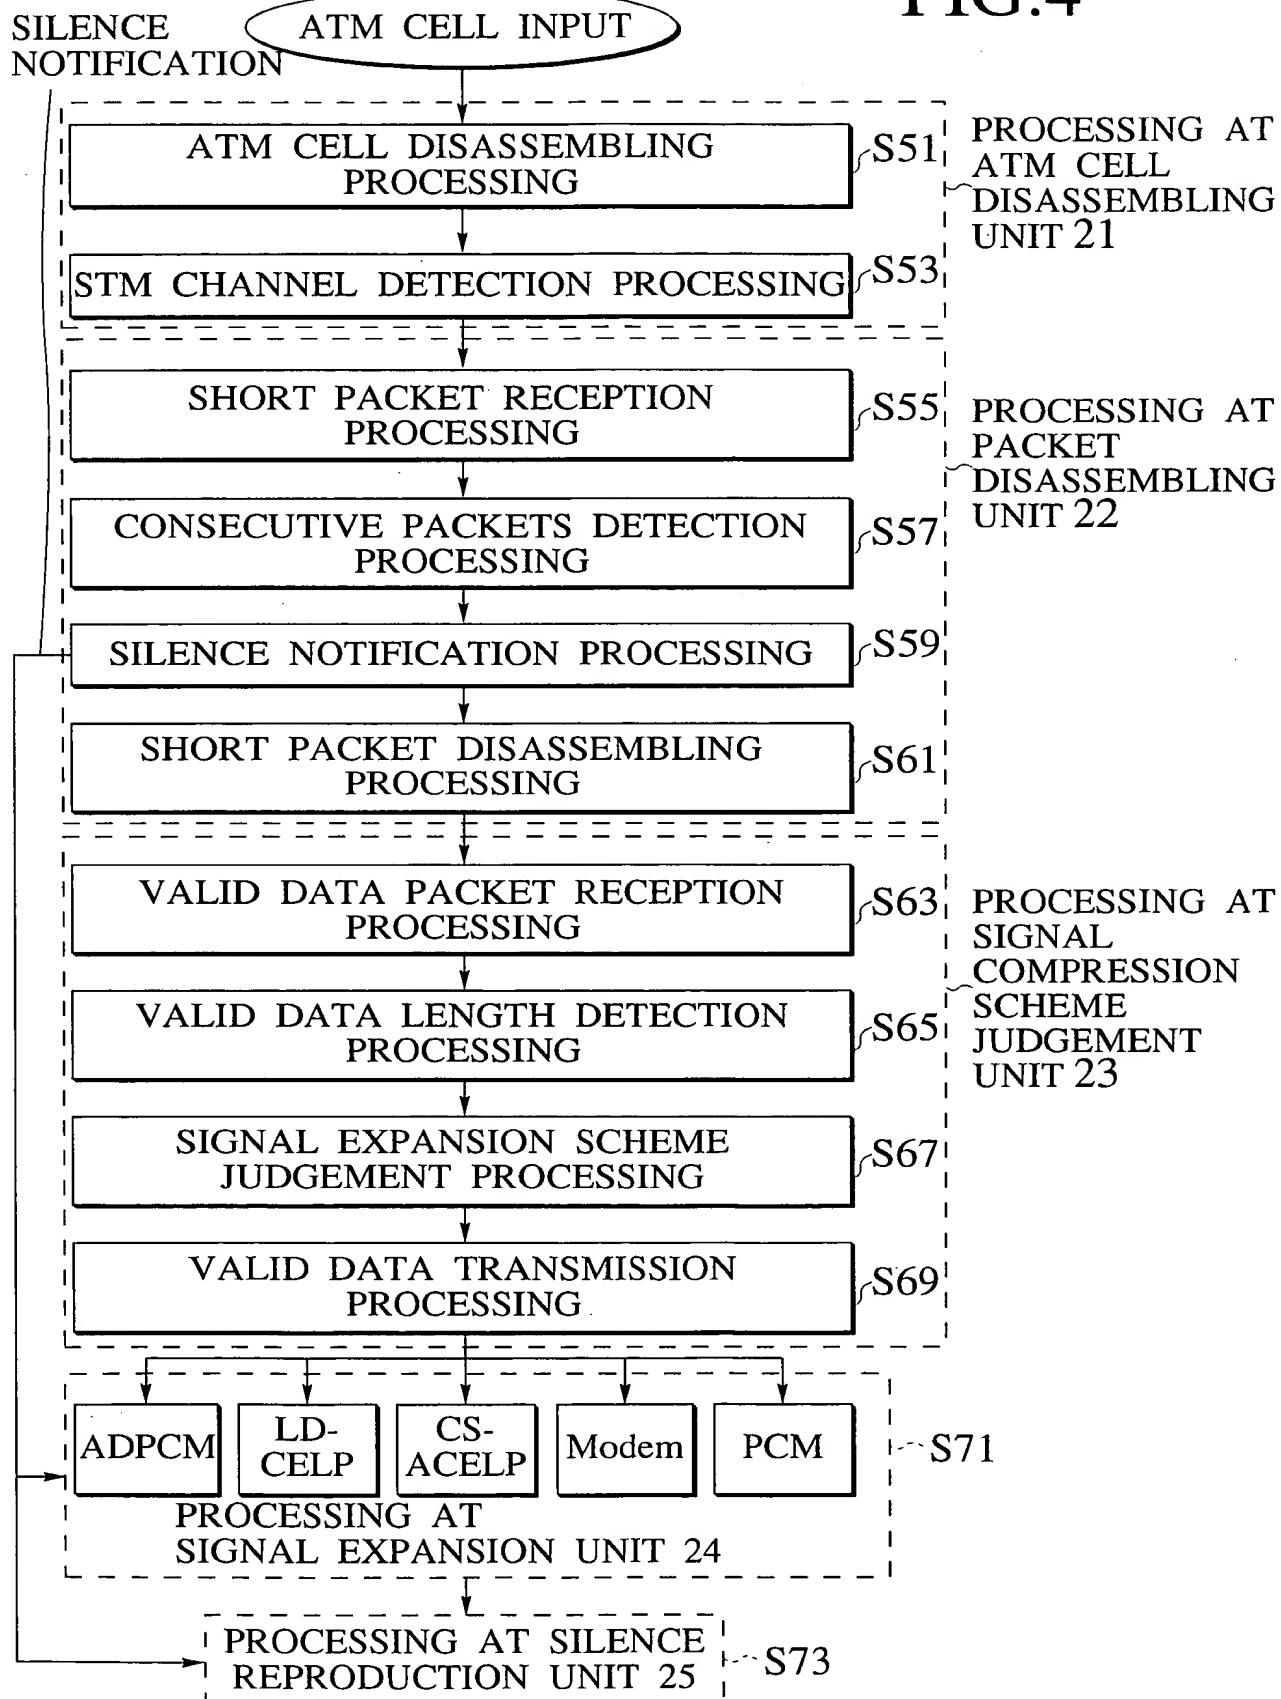 FIG.4
SILENCE
NOTIFICATION
ATM CELL INPUT
ATM CELL DISASSEMBLING
PROCESSING
S51
STM CHANNEL DETECTION PROCESSING
S53
PROCESSING AT
ATM CELL
DISASSEMBLING
UNIT 21
SHORT PACKET RECEPTION
PROCESSING
S55
CONSECUTIVE PACKETS DETECTION
PROCESSING
S57
SILENCE NOTIFICATION PROCESSING
S59
SHORT PACKET DISASSEMBLING
PROCESSING
S61
PROCESSING AT
PACKET
DISASSEMBLING
UNIT 22
VALID DATA PACKET RECEPTION
PROCESSING
S63
VALID DATA LENGTH DETECTION
PROCESSING
S65
SIGNAL EXPANSION SCHEME
JUDGEMENT PROCESSING
S67
VALID DATA TRANSMISSION
PROCESSING
S69
PROCESSING AT
SIGNAL
COMPRESSION
SCHEME
JUDGEMENT
UNIT 23
ADPCM
LD-
CELP
CS-
ACELP
Modem
PCM
S71
PROCESSING AT
SIGNAL EXPANSION UNIT 24
PROCESSING AT SILENCE
REPRODUCTION UNIT 25
S73